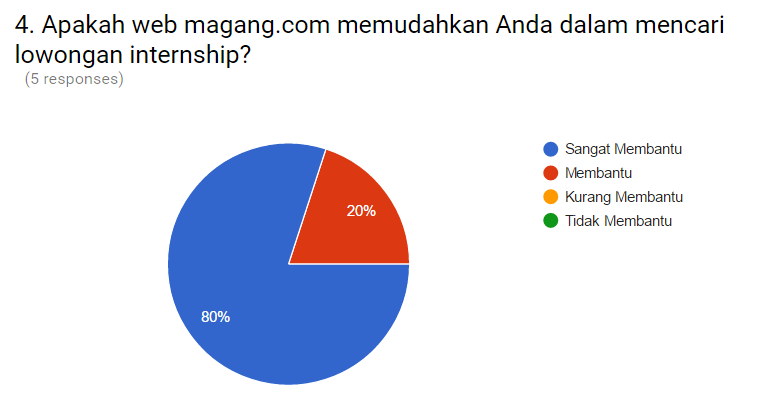 4. Apakah web magang.com memudahkan Anda dalam mencari
lowongan internship?
(5 responses)
Sangat Membantu
Membantu
Kurang Membantu
Tidak Membantu
20%
80%